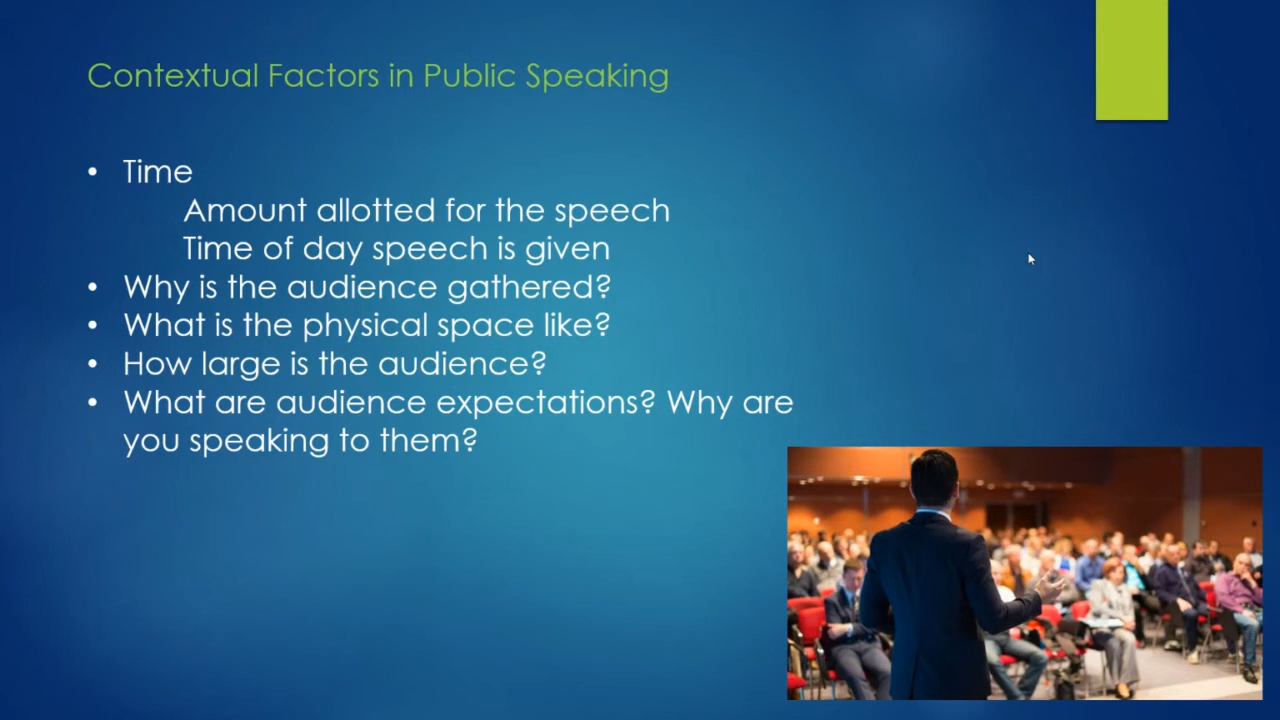 Contextual Factors in Public Speaking
• Time
Amount allotted for the speech
Time of day speech is given
• Why is the audience gathered?
• What is the physical space like?
• How large is the audience?
• What are audience expectations? Why are
you speaking to them?